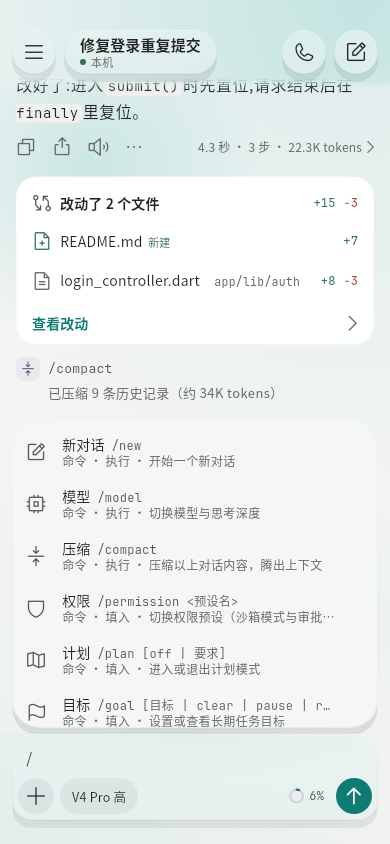 修复登录重复提交
本机
改好了:进入 submit() 时先置位,请求结束后在
finally 里复位。
4.3 秒 · 3 步 · 22.3K tokens
改动了 2 个文件 +15 -3
README.md 新建 +7
login_controller.dart app/lib/auth +8 -3
查看改动
/compact
已压缩 9 条历史记录（约 34K tokens）
新对话 /new
命令 · 执行 · 开始一个新对话
模型 /model
命令 · 执行 · 切换模型与思考深度
压缩 /compact
命令 · 执行 · 压缩以上对话内容，腾出上下文
权限 /permission <预设名>
命令 · 填入 · 切换权限预设（沙箱模式与审批…
计划 /plan [off | 要求]
命令 · 填入 · 进入或退出计划模式
目标 /goal [目标 | clear | pause | r…
命令 · 填入 · 设置或查看长期任务目标
/
V4 Pro 高 6%